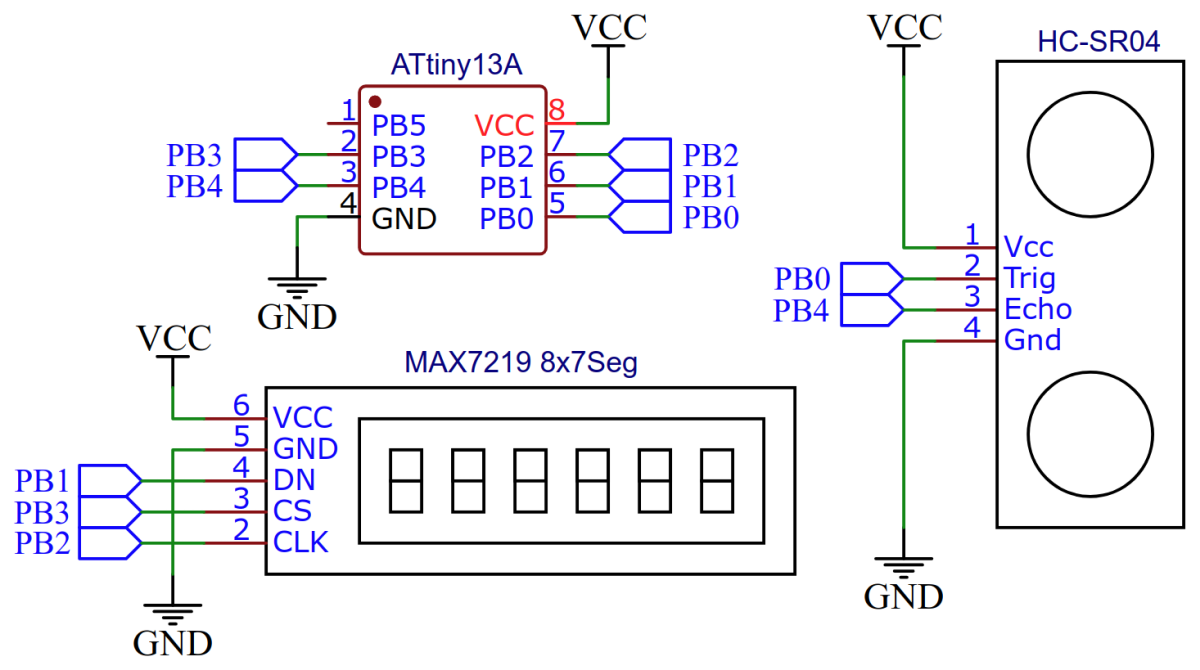 VCC
ATtiny13A
1 PB5 VCC 8
PB3 2 PB3 PB2 7 PB2
PB4 3 PB4 PB1 6 PB1
4 GND PB0 5 PB0
GND
VCC
HC-SR04
1 Vcc
PB0 2 Trig
PB4 3 Echo
4 Gnd
GND
VCC
MAX7219 8x7Seg
6 VCC
5 GND
PB1 4 DN
PB3 3 CS
PB2 2 CLK
GND